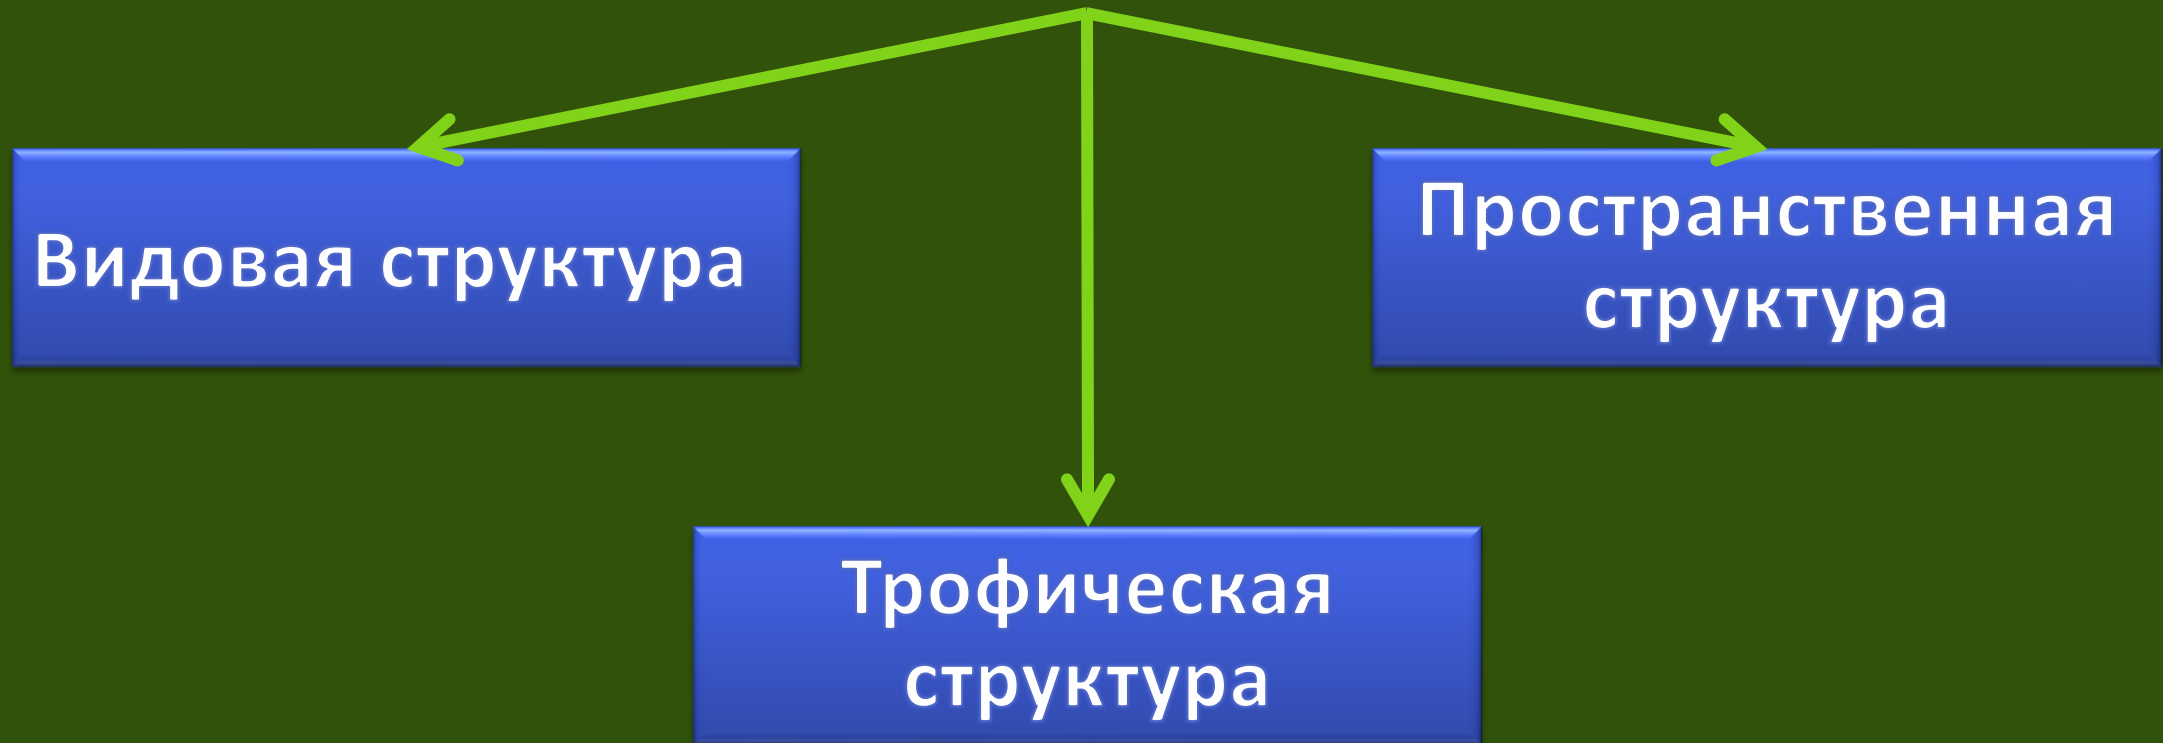 Видовая структура
Пространственная
структура
Трофическая
структура